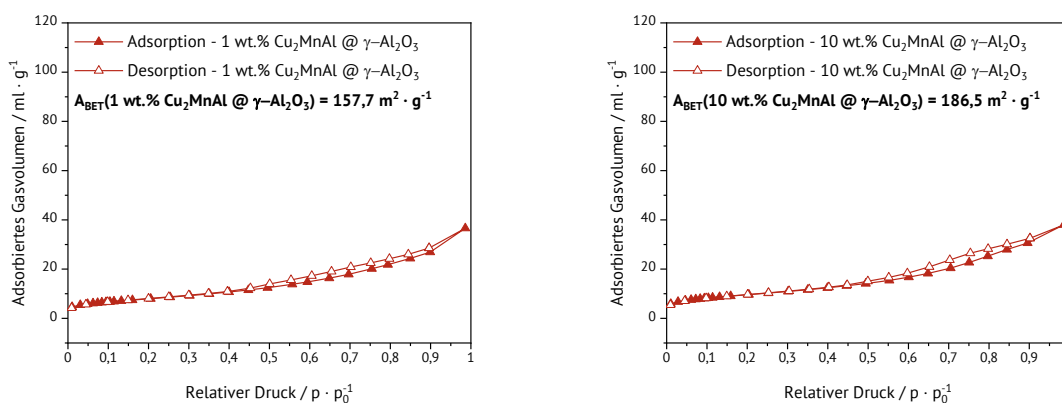 120
Adsorption - 1 wt.% Cu₂MnAl @ γ–Al₂O₃
100
Desorption - 1 wt.% Cu₂MnAl @ γ–Al₂O₃
A_BET(1 wt.% Cu₂MnAl @ γ–Al₂O₃) = 157,7 m² · g⁻¹
80
60
40
20
0
Adsorbiertes Gasvolumen / ml · g⁻¹
0 0,1 0,2 0,3 0,4 0,5 0,6 0,7 0,8 0,9 1
Relativer Druck / p · p₀⁻¹
120
Adsorption - 10 wt.% Cu₂MnAl @ γ–Al₂O₃
100
Desorption - 10 wt.% Cu₂MnAl @ γ–Al₂O₃
A_BET(10 wt.% Cu₂MnAl @ γ–Al₂O₃) = 186,5 m² · g⁻¹
80
60
40
20
0
Adsorbiertes Gasvolumen / ml · g⁻¹
0 0,1 0,2 0,3 0,4 0,5 0,6 0,7 0,8 0,9
Relativer Druck / p · p₀⁻¹